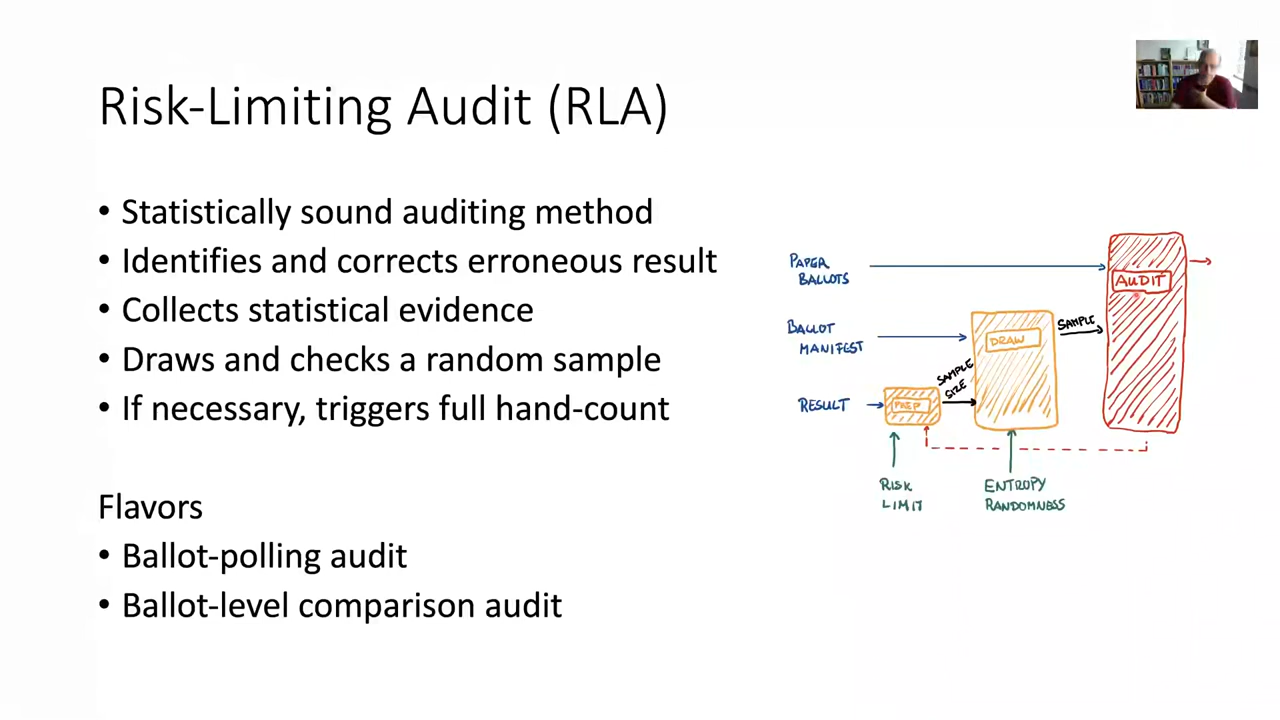 Risk-Limiting Audit (RLA)
• Statistically sound auditing method
• Identifies and corrects erroneous result
• Collects statistical evidence
• Draws and checks a random sample
• If necessary, triggers full hand-count
Flavors
• Ballot-polling audit
• Ballot-level comparison audit
PAPER
BALLOTS
AUDIT
BALLOT
MANIFEST
DRAW
SAMPLE
RESULT
PREP
SAMPLE
SIZE
RISK
LIMIT
ENTROPY
RANDOMNESS